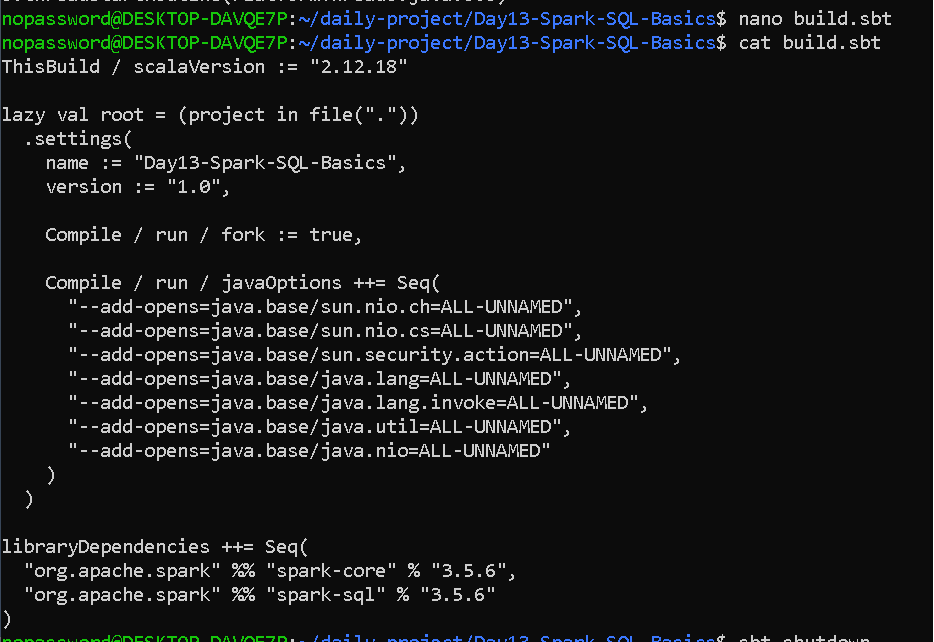 nopassword@DESKTOP-DAVQE7P:~/daily-project/Day13-Spark-SQL-Basics$ nano build.sbt
nopassword@DESKTOP-DAVQE7P:~/daily-project/Day13-Spark-SQL-Basics$ cat build.sbt
ThisBuild / scalaVersion := "2.12.18"
lazy val root = (project in file("."))
  .settings(
    name := "Day13-Spark-SQL-Basics",
    version := "1.0",
    Compile / run / fork := true,
    Compile / run / javaOptions ++= Seq(
      "--add-opens=java.base/sun.nio.ch=ALL-UNNAMED",
      "--add-opens=java.base/sun.nio.cs=ALL-UNNAMED",
      "--add-opens=java.base/sun.security.action=ALL-UNNAMED",
      "--add-opens=java.base/java.lang=ALL-UNNAMED",
      "--add-opens=java.base/java.lang.invoke=ALL-UNNAMED",
      "--add-opens=java.base/java.util=ALL-UNNAMED",
      "--add-opens=java.base/java.nio=ALL-UNNAMED"
    )
  )
libraryDependencies ++= Seq(
  "org.apache.spark" %% "spark-core" % "3.5.6",
  "org.apache.spark" %% "spark-sql" % "3.5.6"
)
nopassword@DESKTOP-DAVQE7P:~/daily-project/Day13-Spark-SQL-Basics$ sbt shutdown